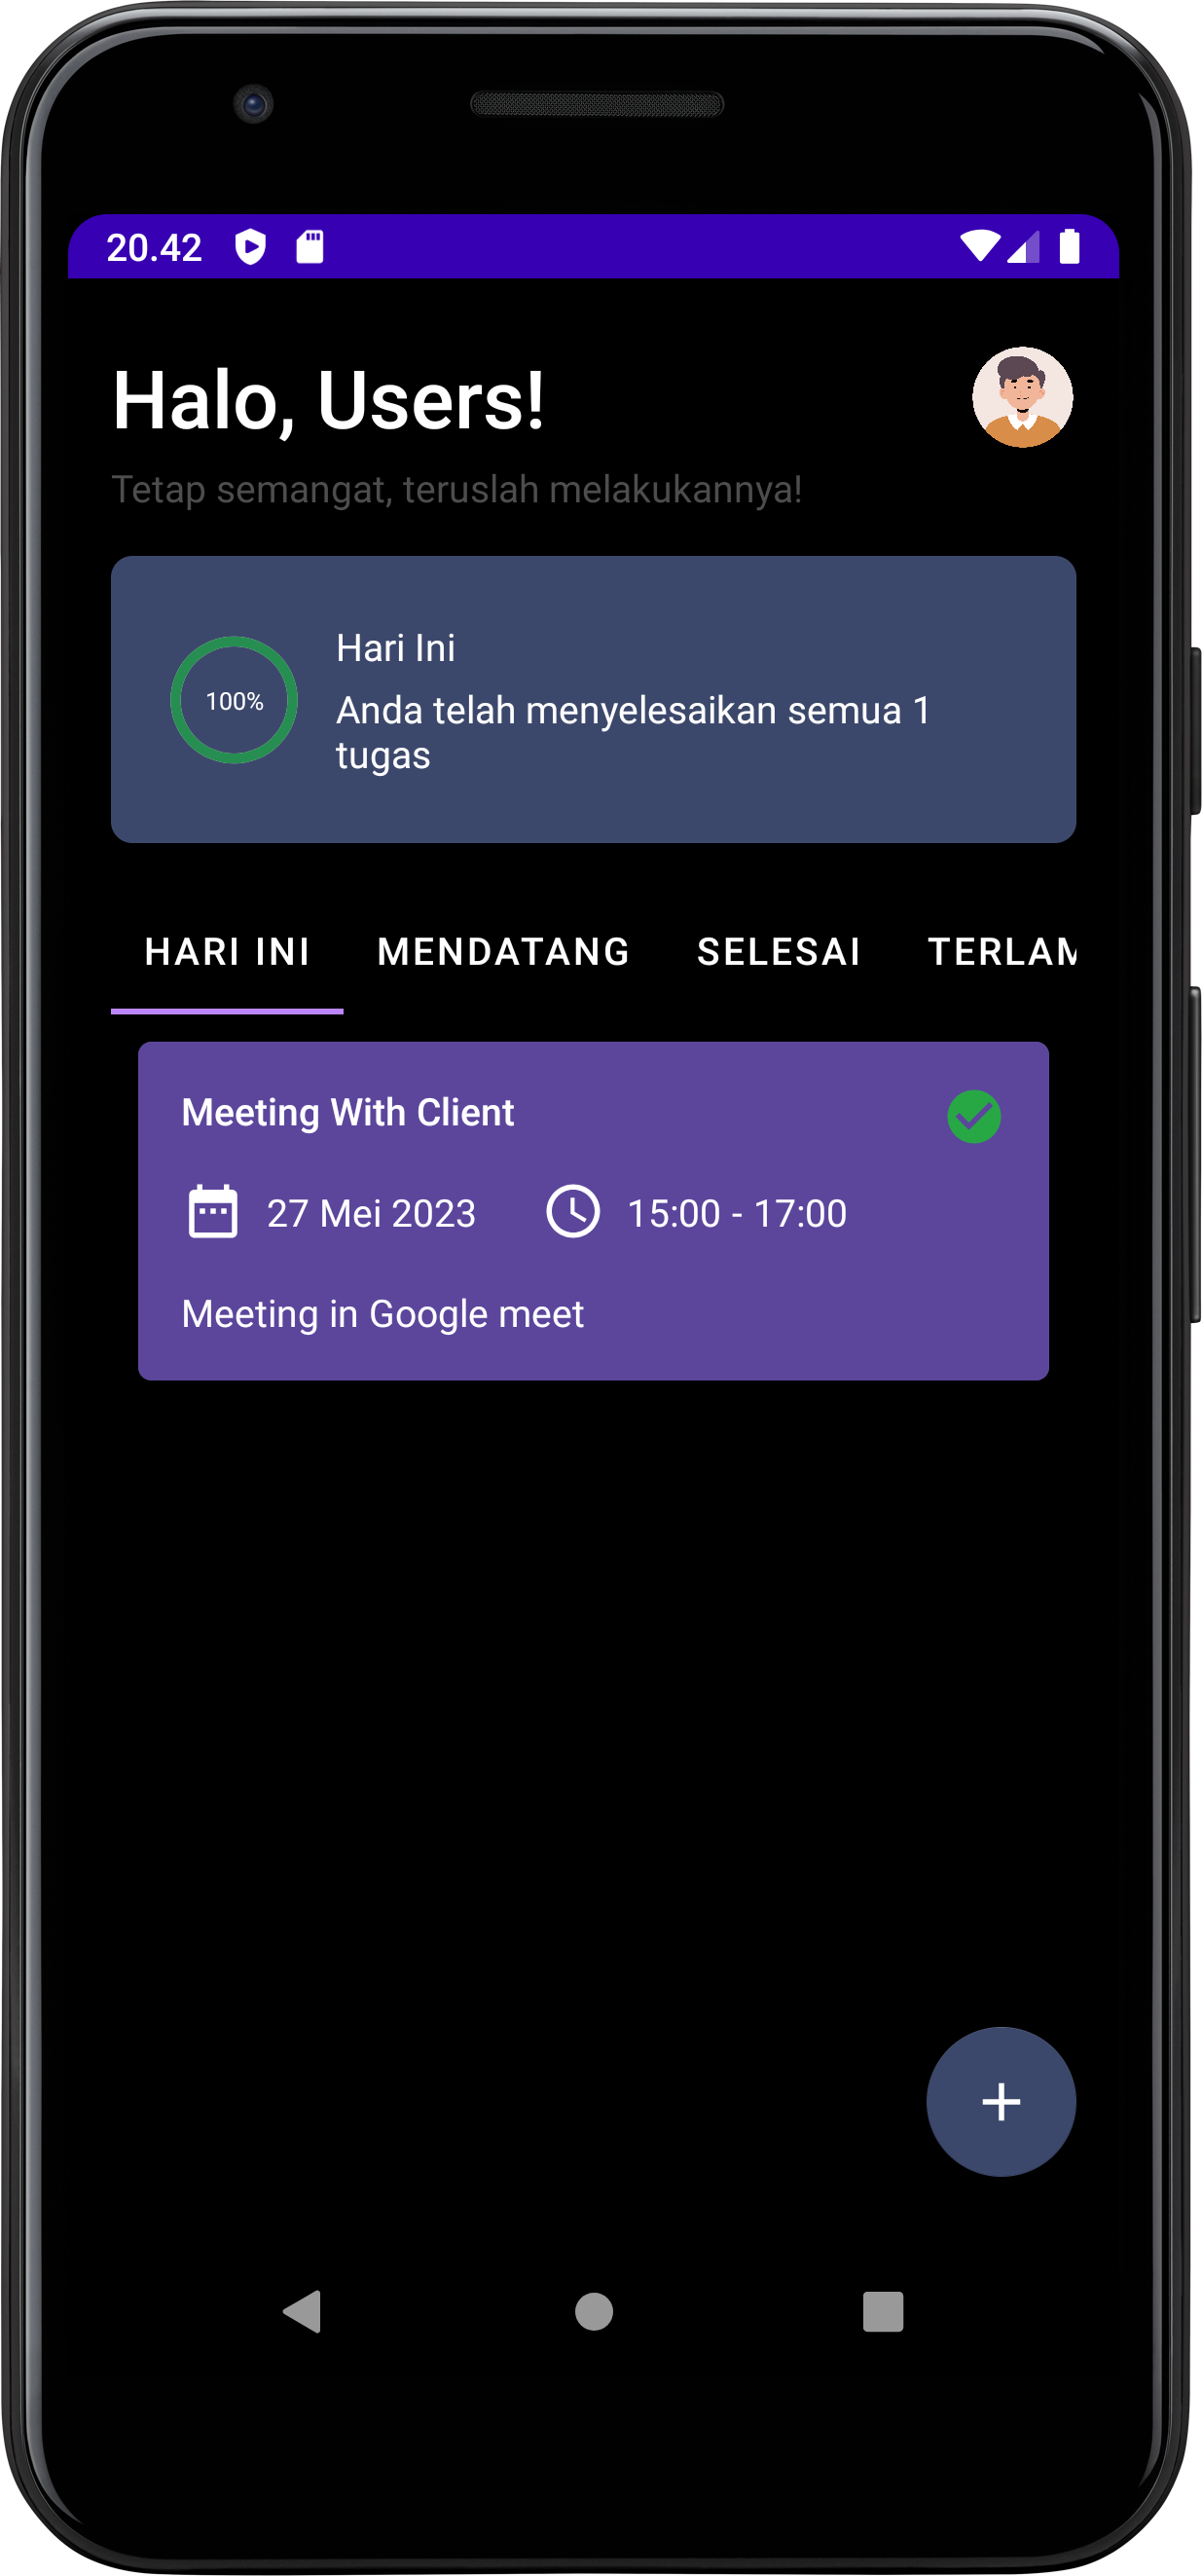 20.42
Halo, Users!
Tetap semangat, teruslah melakukannya!
100%
Hari Ini
Anda telah menyelesaikan semua 1
tugas
HARI INI MENDATANG SELESAI TERLAM
Meeting With Client
27 Mei 2023 15:00 - 17:00
Meeting in Google meet